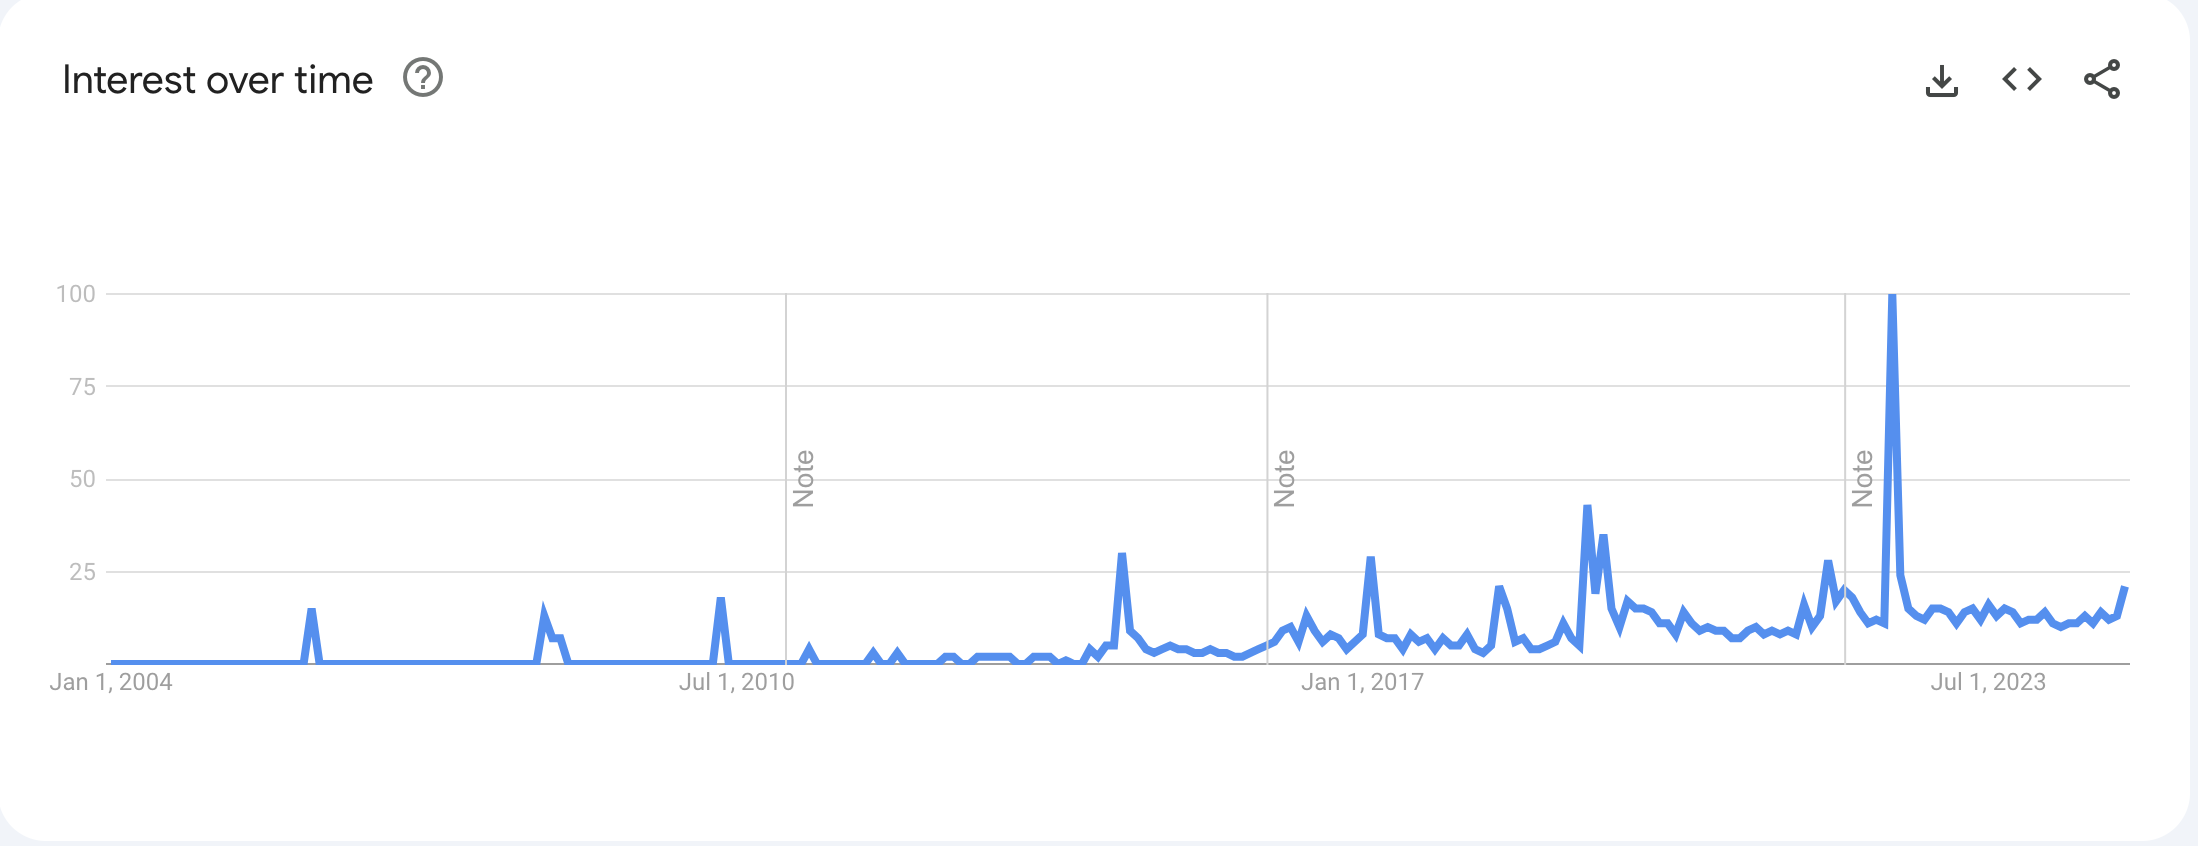 Interest over time
100
75
50
25
Note
Note
Note
Jan 1, 2004
Jul 1, 2010
Jan 1, 2017
Jul 1, 2023